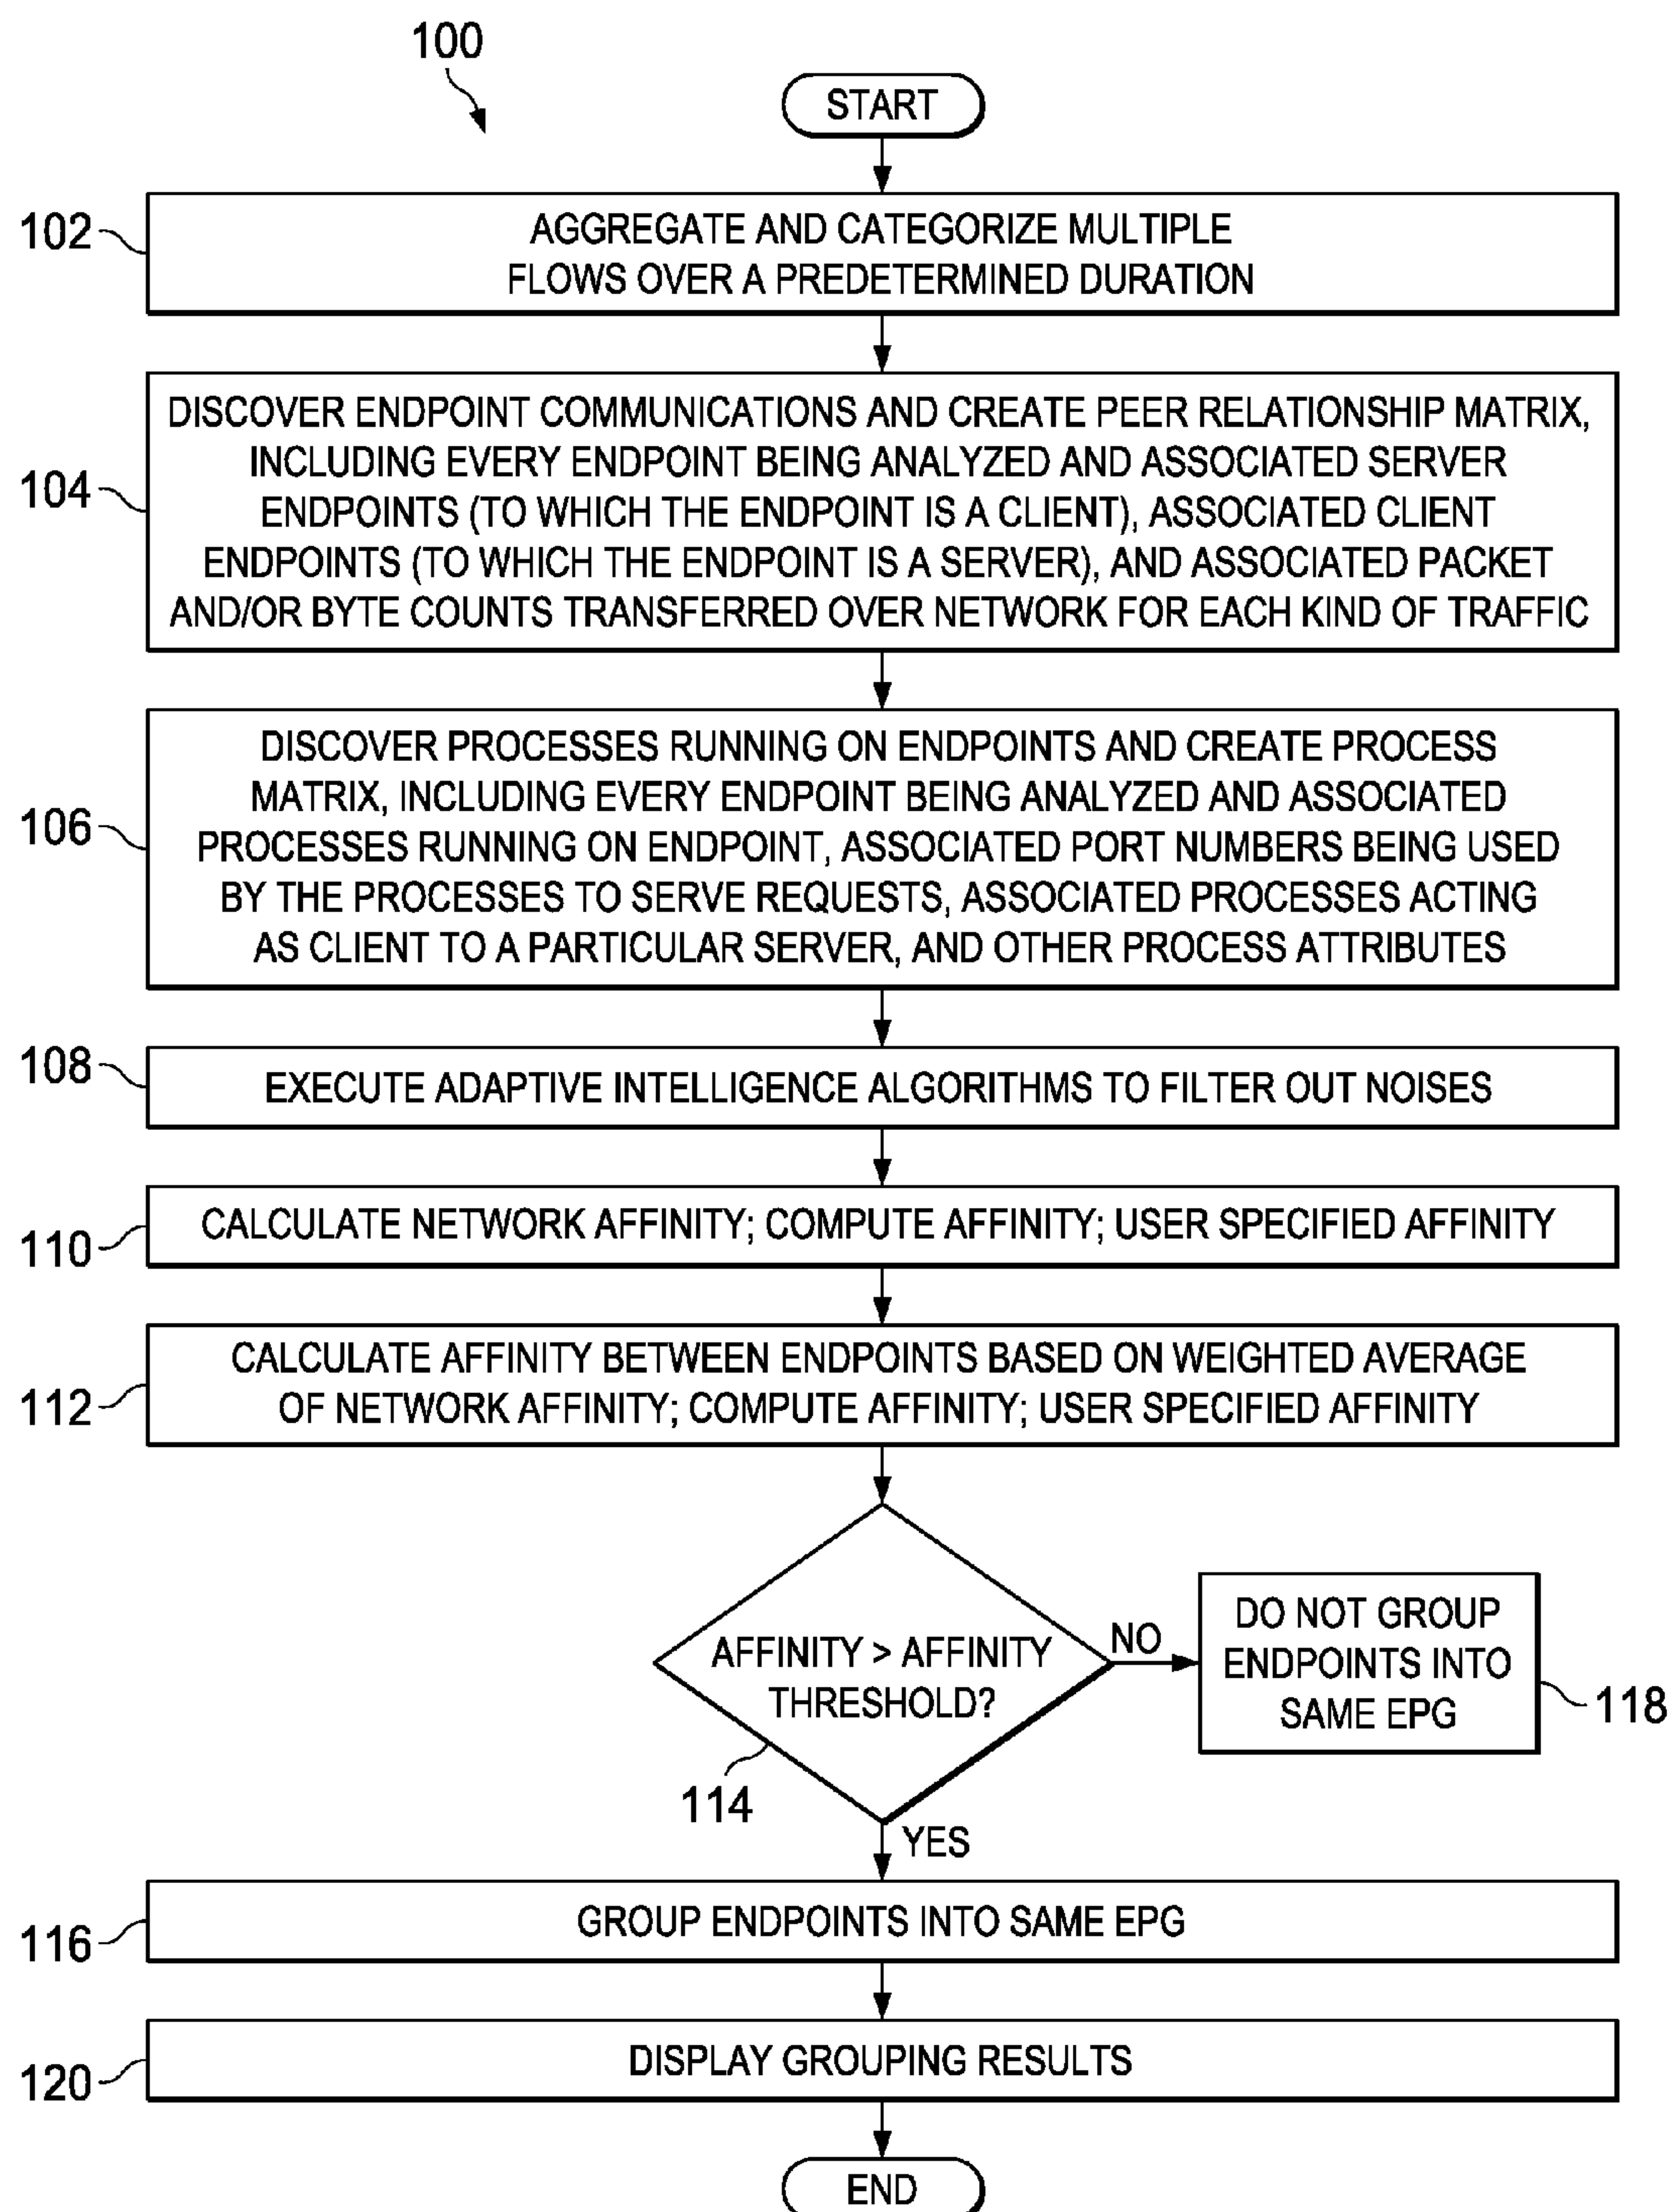 100
START
102
AGGREGATE AND CATEGORIZE MULTIPLE
FLOWS OVER A PREDETERMINED DURATION
104
DISCOVER ENDPOINT COMMUNICATIONS AND CREATE PEER RELATIONSHIP MATRIX,
INCLUDING EVERY ENDPOINT BEING ANALYZED AND ASSOCIATED SERVER
ENDPOINTS (TO WHICH THE ENDPOINT IS A CLIENT), ASSOCIATED CLIENT
ENDPOINTS (TO WHICH THE ENDPOINT IS A SERVER), AND ASSOCIATED PACKET
AND/OR BYTE COUNTS TRANSFERRED OVER NETWORK FOR EACH KIND OF TRAFFIC
106
DISCOVER PROCESSES RUNNING ON ENDPOINTS AND CREATE PROCESS
MATRIX, INCLUDING EVERY ENDPOINT BEING ANALYZED AND ASSOCIATED
PROCESSES RUNNING ON ENDPOINT, ASSOCIATED PORT NUMBERS BEING USED
BY THE PROCESSES TO SERVE REQUESTS, ASSOCIATED PROCESSES ACTING
AS CLIENT TO A PARTICULAR SERVER, AND OTHER PROCESS ATTRIBUTES
108
EXECUTE ADAPTIVE INTELLIGENCE ALGORITHMS TO FILTER OUT NOISES
110
CALCULATE NETWORK AFFINITY; COMPUTE AFFINITY; USER SPECIFIED AFFINITY
112
CALCULATE AFFINITY BETWEEN ENDPOINTS BASED ON WEIGHTED AVERAGE
OF NETWORK AFFINITY; COMPUTE AFFINITY; USER SPECIFIED AFFINITY
AFFINITY > AFFINITY
THRESHOLD?
114
NO
DO NOT GROUP
ENDPOINTS INTO
SAME EPG
118
YES
116
GROUP ENDPOINTS INTO SAME EPG
120
DISPLAY GROUPING RESULTS
END